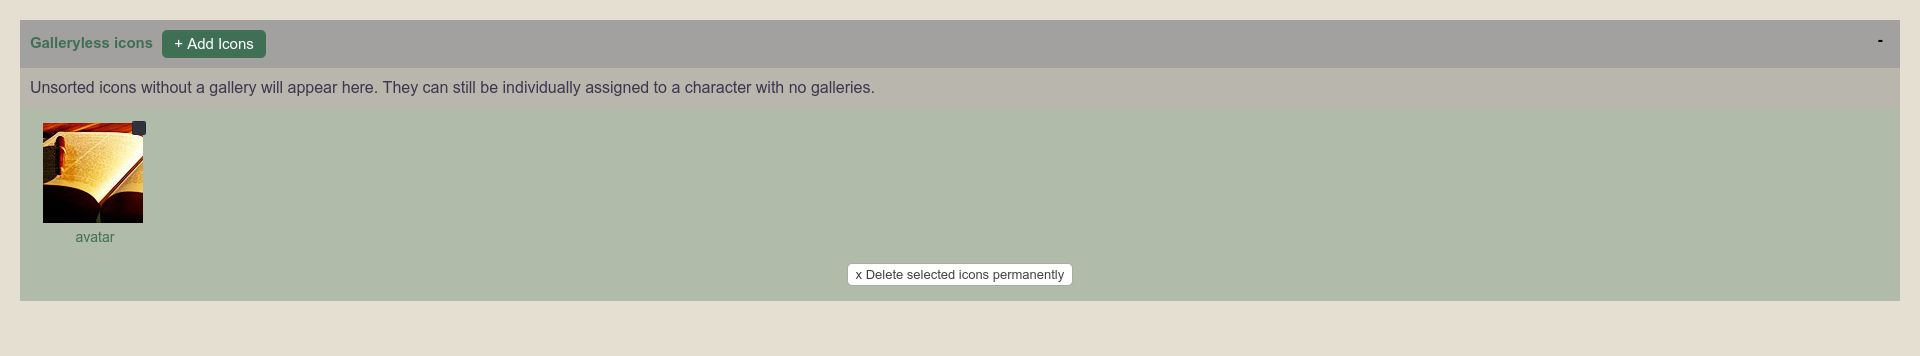 Galleryless icons + Add Icons -
Unsorted icons without a gallery will appear here. They can still be individually assigned to a character with no galleries.
avatar
x Delete selected icons permanently